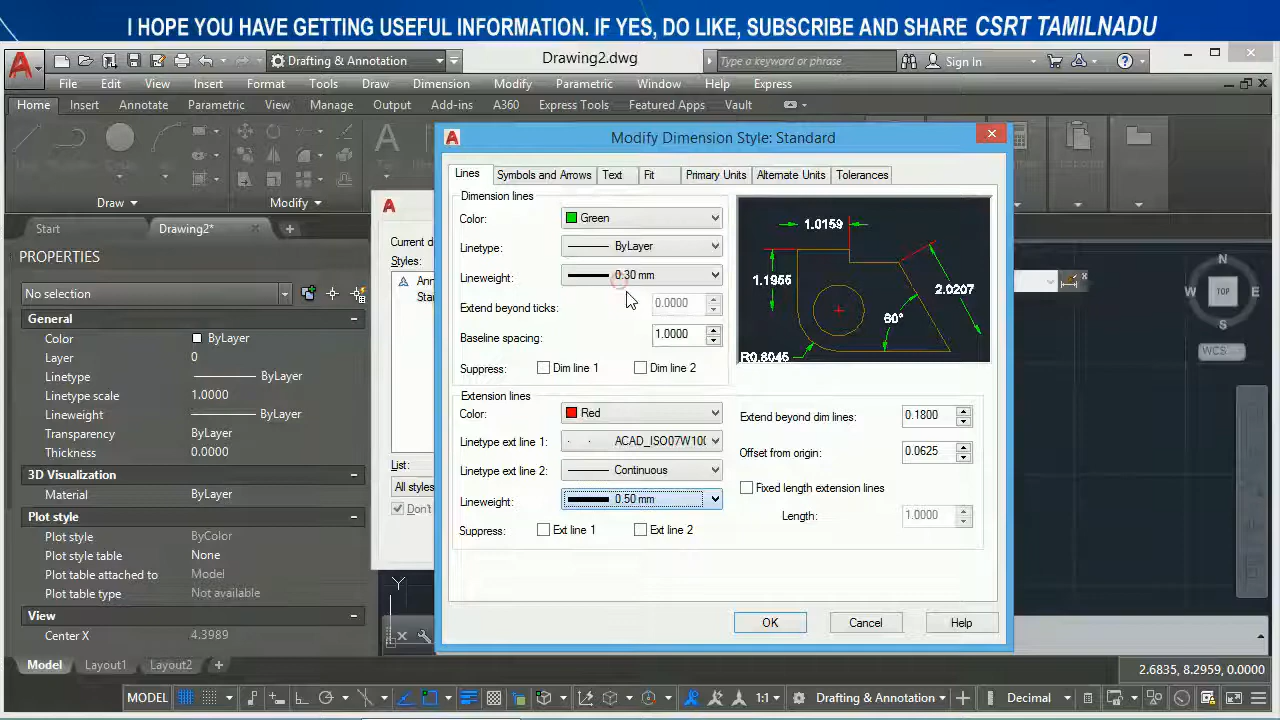 I HOPE YOU HAVE GETTING USEFUL INFORMATION. IF YES, DO LIKE, SUBSCRIBE AND SHARE CSRT TAMILNADU
Drafting & Annotation
Drawing2.dwg
Type a keyword or phrase
Sign In
File Edit View Insert Format Tools Draw Dimension Modify Parametric Window Help Express
Home Insert Annotate Parametric View Manage Output Add-ins A360 Express Tools Featured Apps Vault
Draw Modify
Start Drawing2*
PROPERTIES
No selection
General
Color ByLayer
Layer 0
Linetype ByLayer
Linetype scale 1.0000
Lineweight ByLayer
Transparency ByLayer
Thickness 0.0000
3D Visualization
Material ByLayer
Plot style
Plot style ByColor
Plot style table None
Plot table attached to Model
Plot table type Not available
View
Center X 4.3989
Current d
Styles:
Ann
Star
List:
All styles
Don't
Modify Dimension Style: Standard
Lines Symbols and Arrows Text Fit Primary Units Alternate Units Tolerances
Dimension lines
Color: Green
Linetype: ByLayer
Lineweight: 0.30 mm
Extend beyond ticks: 0.0000
Baseline spacing: 1.0000
Suppress: Dim line 1 Dim line 2
1.0159
1.1955
2.0207
60°
R0.8045
Extension lines
Color: Red
Linetype ext line 1: ACAD_ISO07W100
Linetype ext line 2: Continuous
Lineweight: 0.50 mm
Suppress: Ext line 1 Ext line 2
Extend beyond dim lines: 0.1800
Offset from origin: 0.0625
Fixed length extension lines
Length: 1.0000
OK Cancel Help
N
W TOP E
S
WCS
Y
Model Layout1 Layout2
2.6835, 8.2959, 0.0000
MODEL 1:1 Drafting & Annotation Decimal